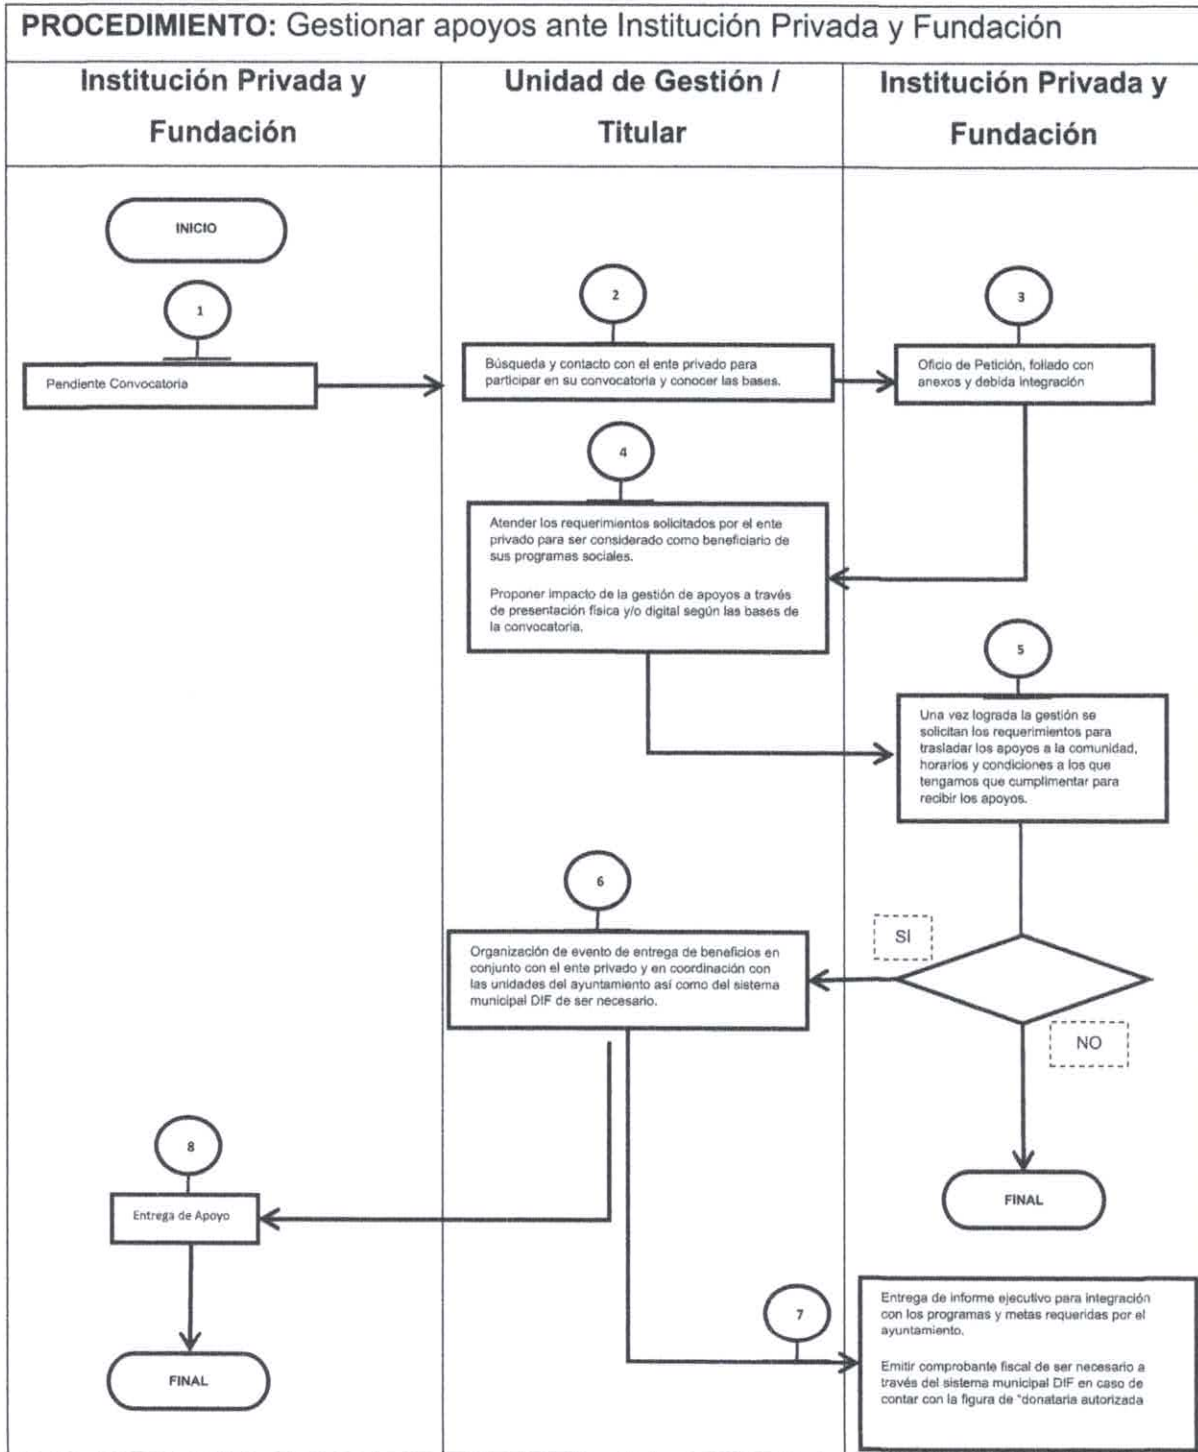 PROCEDIMIENTO: Gestionar apoyos ante Institución Privada y Fundación
Institución Privada y
Fundación
Unidad de Gestión /
Titular
Institución Privada y
Fundación
INICIO
1
Pendiente Convocatoria
2
Búsqueda y contacto con el ente privado para
participar en su convocatoria y conocer las bases.
3
Oficio de Petición, foliado con
anexos y debida integración
4
Atender los requerimientos solicitados por el ente
privado para ser considerado como beneficiario de
sus programas sociales.
Proponer impacto de la gestión de apoyos a través
de presentación física y/o digital según las bases de
la convocatoria.
5
Una vez lograda la gestión se
solicitan los requerimientos para
trasladar los apoyos a la comunidad,
horarios y condiciones a los que
tengamos que cumplimentar para
recibir los apoyos.
SI
NO
FINAL
6
Organización de evento de entrega de beneficios en
conjunto con el ente privado y en coordinación con
las unidades del ayuntamiento así como del sistema
municipal DIF de ser necesario.
7
Entrega de informe ejecutivo para integración
con los programas y metas requeridas por el
ayuntamiento.
Emitir comprobante fiscal de ser necesario a
través del sistema municipal DIF en caso de
contar con la figura de "donataria autorizada
8
Entrega de Apoyo
FINAL